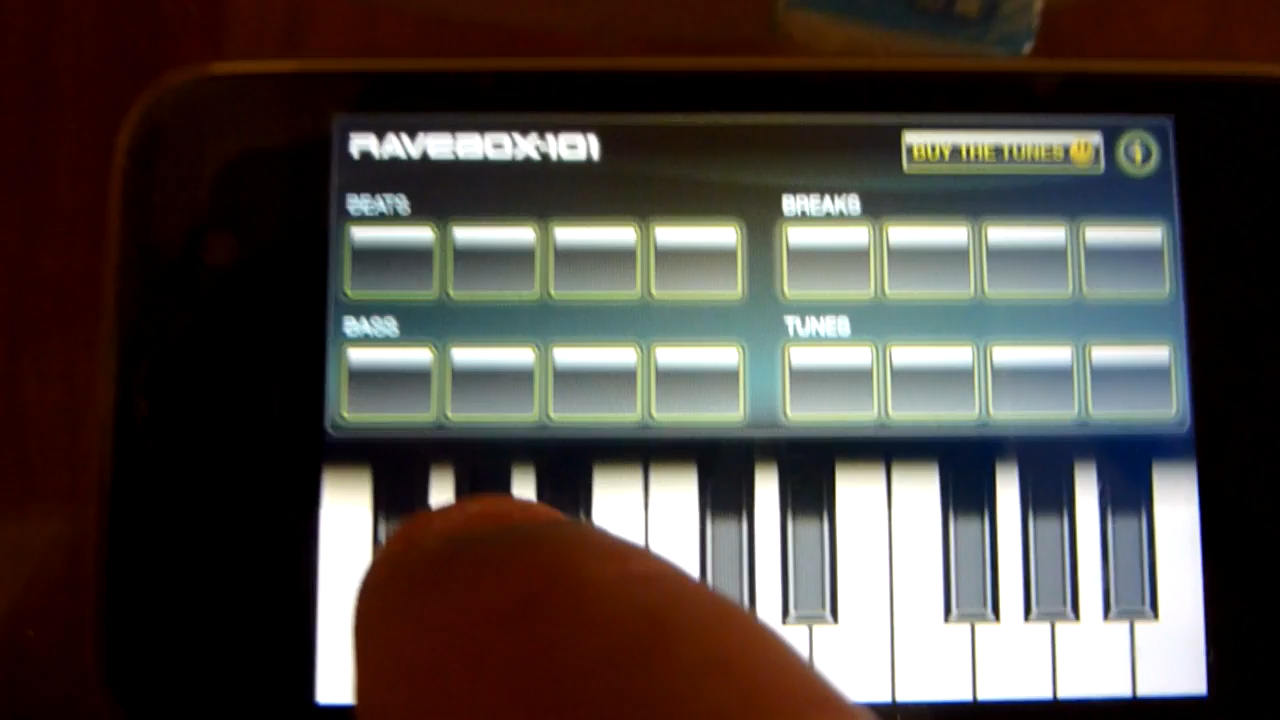 RAVEBOX-101
BUY THE TUNES
BEATS
BREAKS
BASS
TUNES